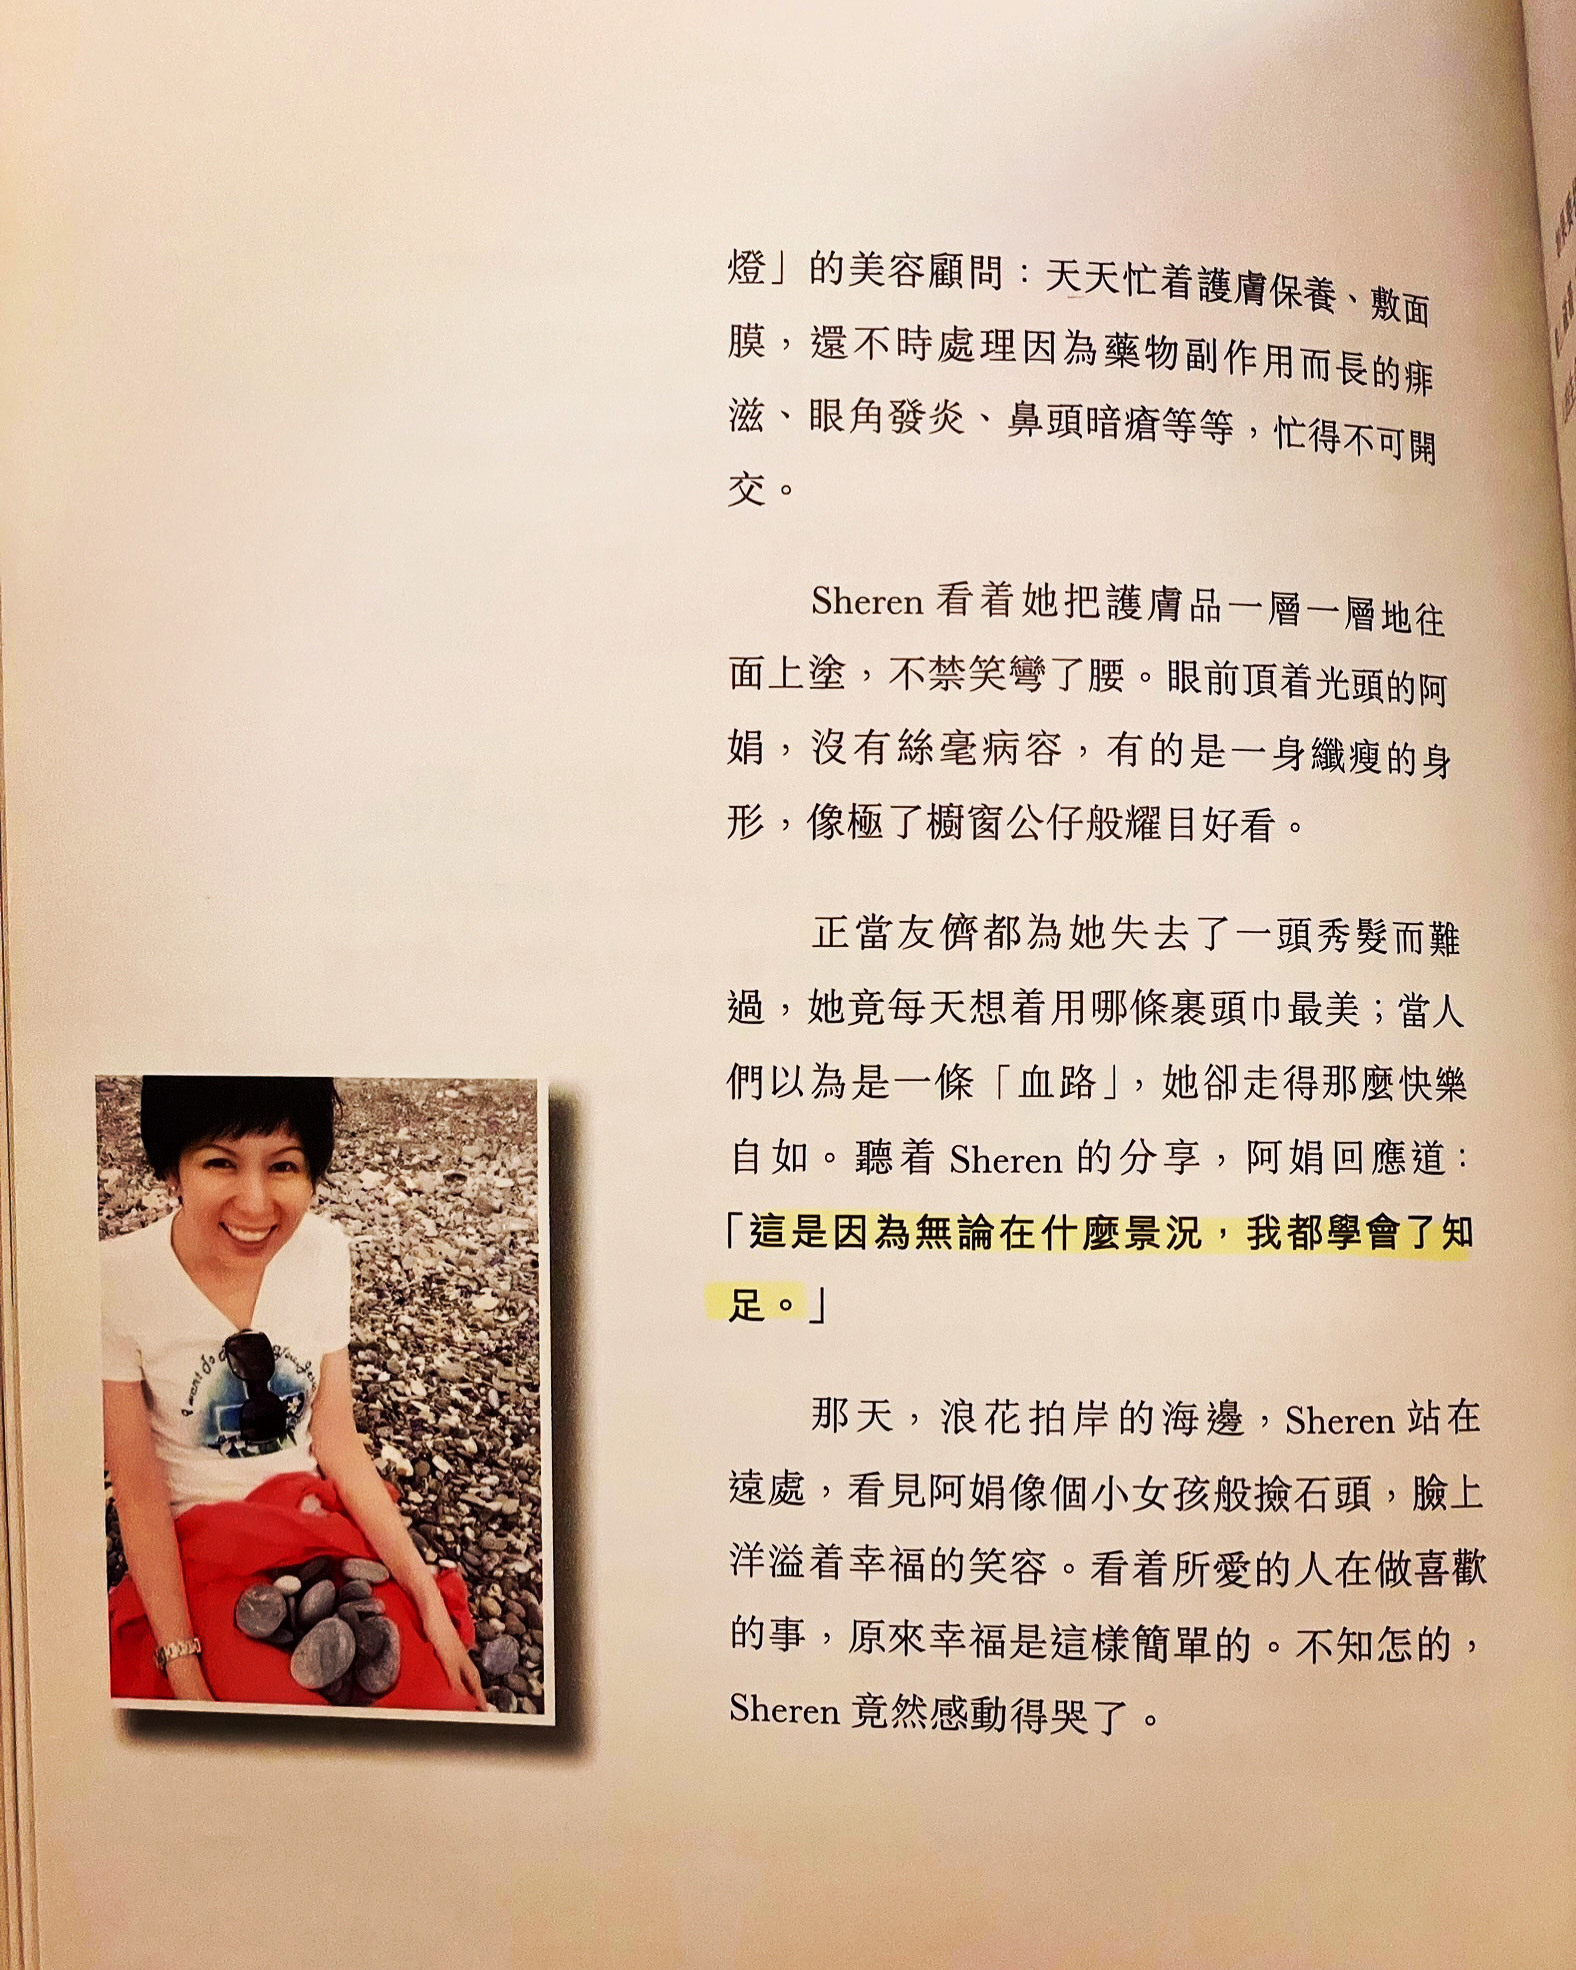 燈」的美容顧問：天天忙着護膚保養、敷面
膜，還不時處理因為藥物副作用而長的痱
滋、眼角發炎、鼻頭暗瘡等等，忙得不可開
交。
Sheren 看着她把護膚品一層一層地往
面上塗，不禁笑彎了腰。眼前頂着光頭的阿
娟，沒有絲毫病容，有的是一身纖瘦的身
形，像極了櫥窗公仔般耀目好看。
正當友儕都為她失去了一頭秀髮而難
過，她竟每天想着用哪條裹頭巾最美；當人
們以為是一條「血路」，她卻走得那麼快樂
自如。聽着 Sheren 的分享，阿娟回應道：
「這是因為無論在什麼景況，我都學會了知
足。」
那天，浪花拍岸的海邊，Sheren 站在
遠處，看見阿娟像個小女孩般撿石頭，臉上
洋溢着幸福的笑容。看着所愛的人在做喜歡
的事，原來幸福是這樣簡單的。不知怎的，
Sheren 竟然感動得哭了。
I want to